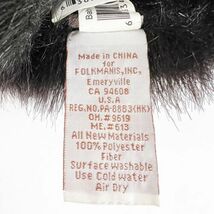 Made in CHINA
for
FOLKMANIS,INC.
Emeryville
CA 94608
U.S.A
REG.NO.PA-8883(HK)
OH.#9619
ME.#613
All New Materials
Polyester
Fiber
Surface washable
Use Cold Water
Air Dry